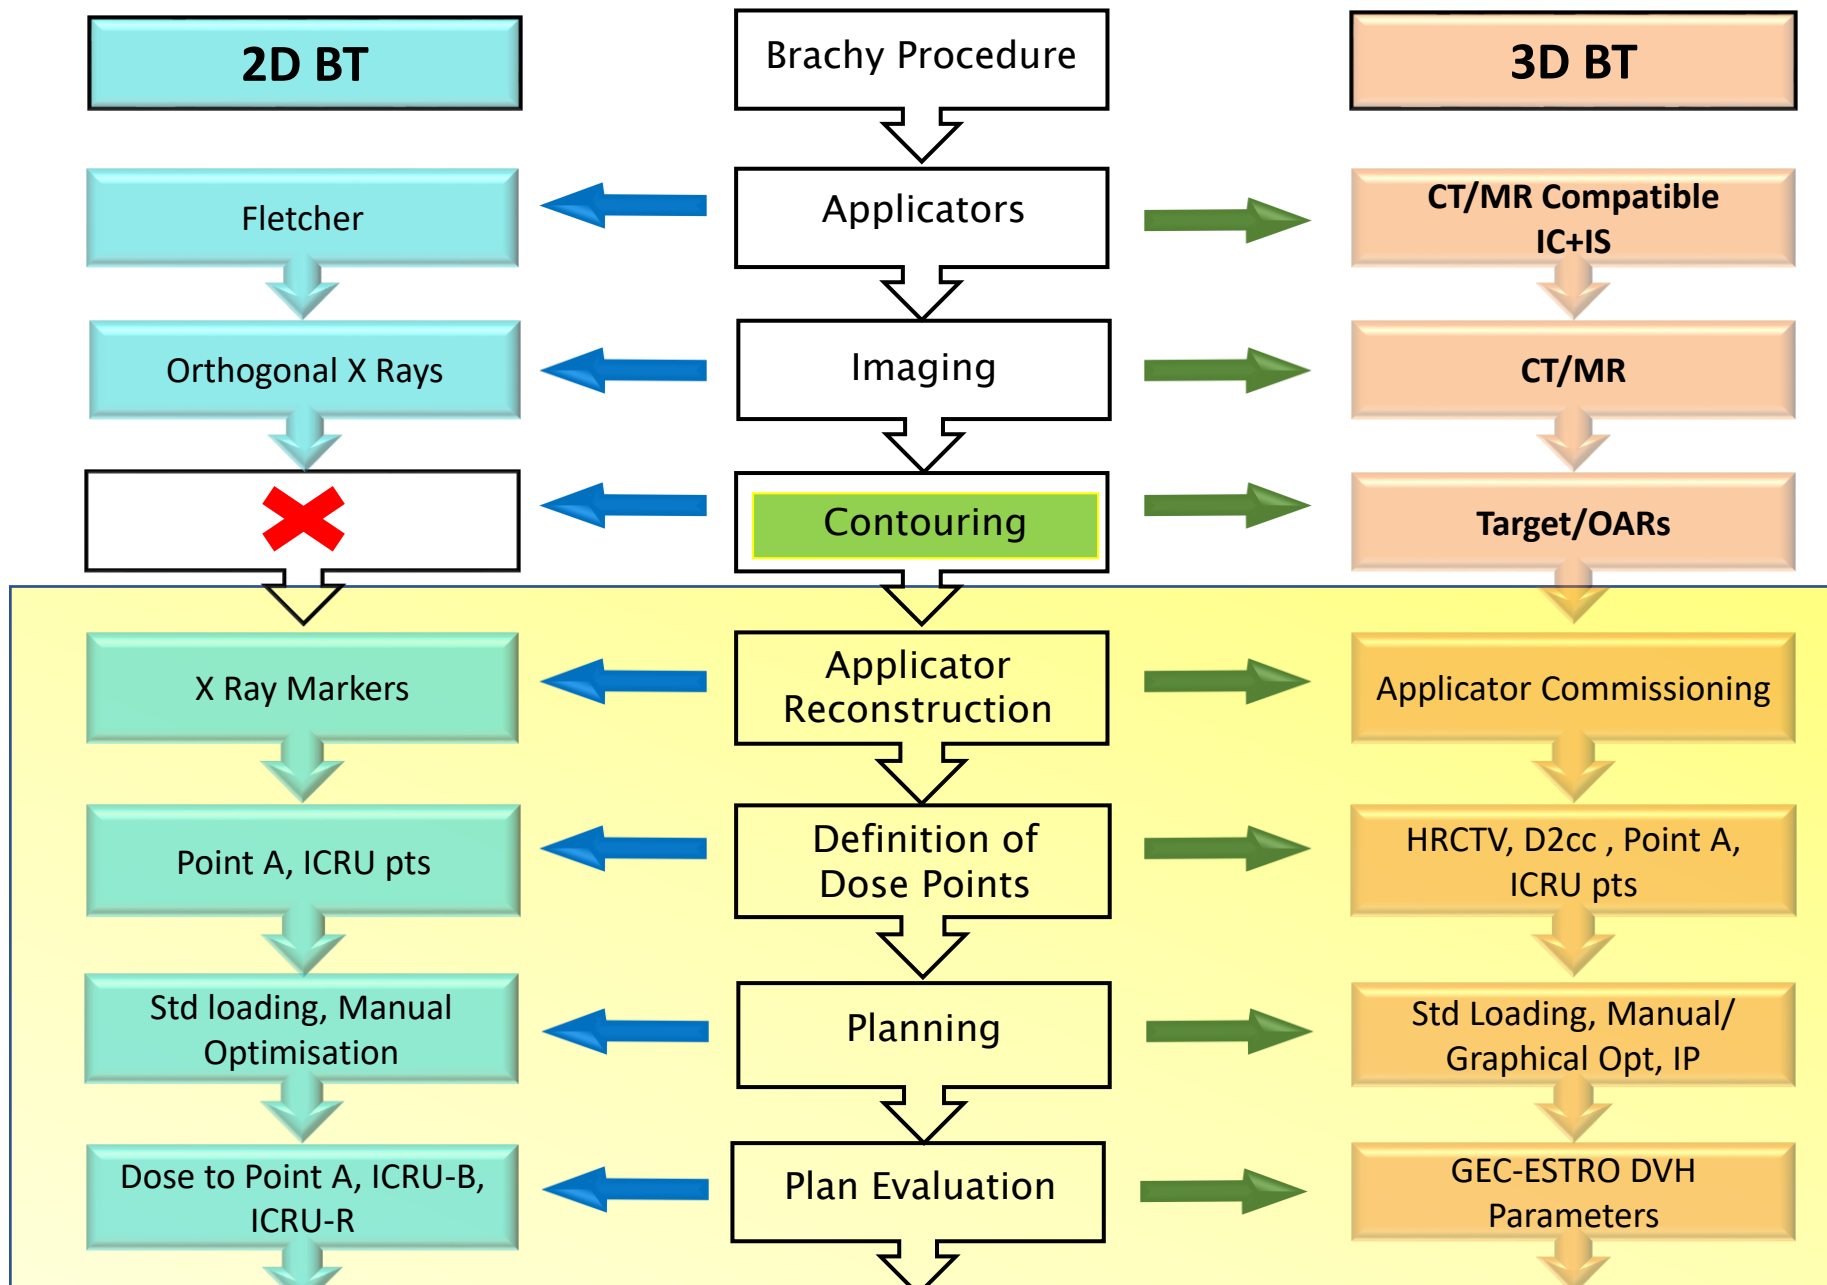 2D BT
Brachy Procedure
3D BT
Fletcher
Applicators
CT/MR Compatible
IC+IS
Orthogonal X Rays
Imaging
CT/MR
Contouring
Target/OARs
X Ray Markers
Applicator
Reconstruction
Applicator Commissioning
Point A, ICRU pts
Definition of
Dose Points
HRCTV, D2cc , Point A,
ICRU pts
Std loading, Manual
Optimisation
Planning
Std Loading, Manual/
Graphical Opt, IP
Dose to Point A, ICRU-B,
ICRU-R
Plan Evaluation
GEC-ESTRO DVH
Parameters